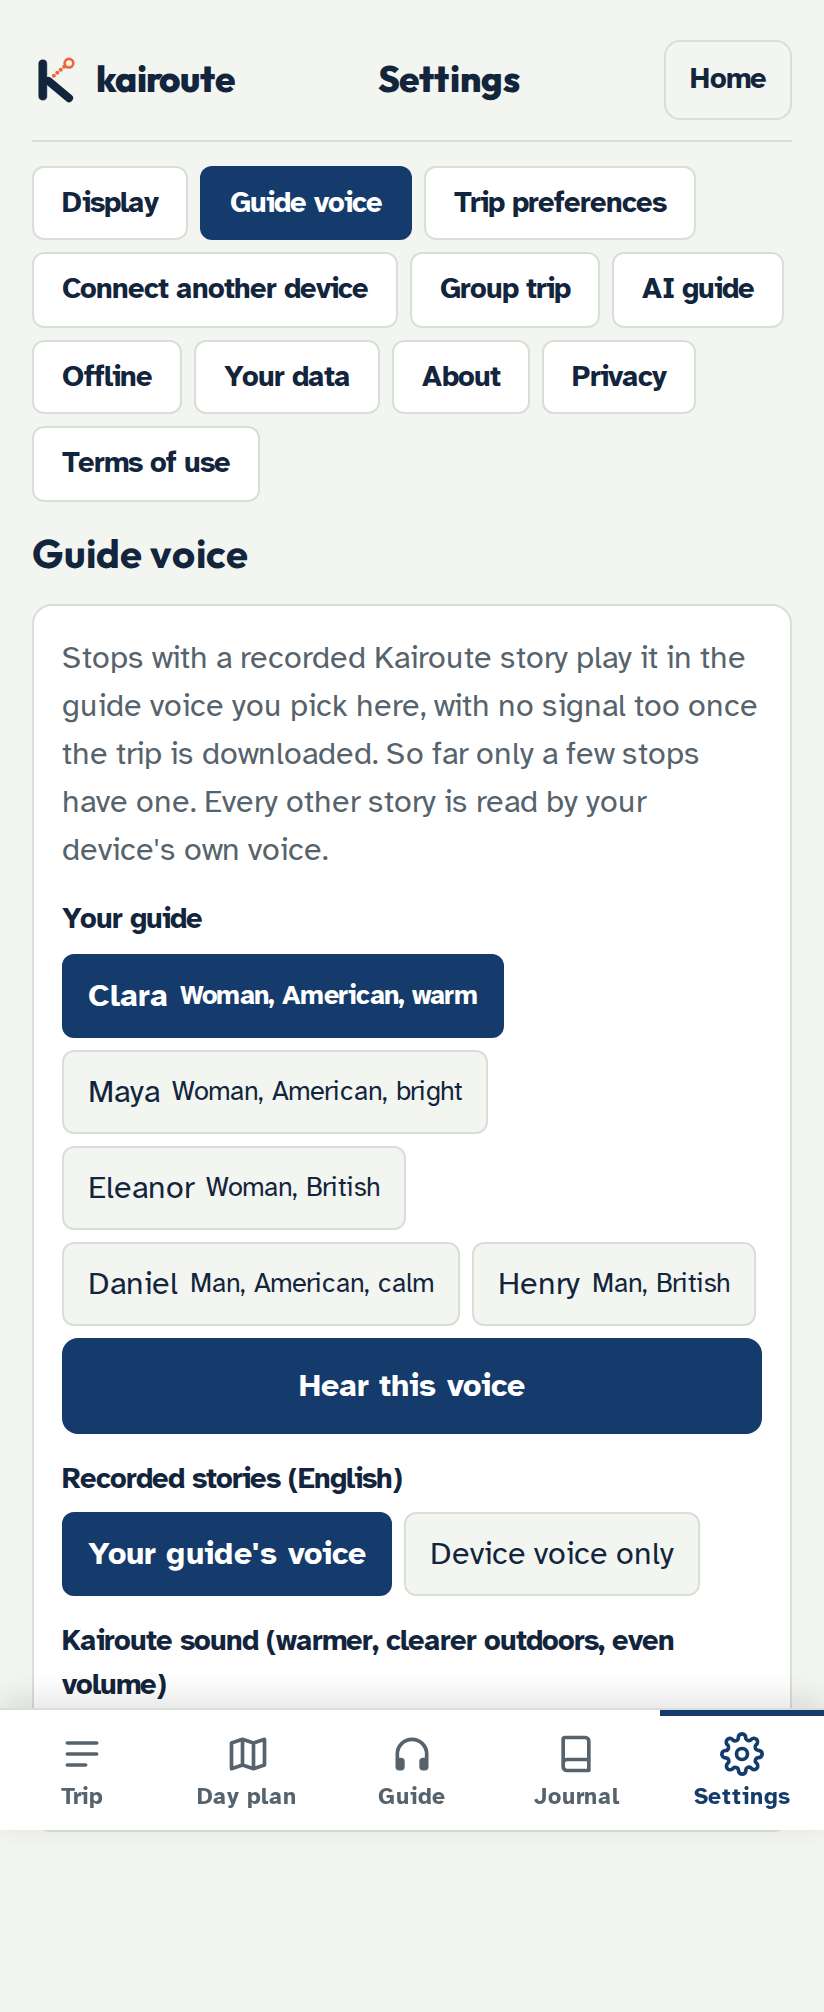 kairoute
Settings
Home
Display
Guide voice
Trip preferences
Connect another device
Group trip
AI guide
Offline
Your data
About
Privacy
Terms of use
Guide voice
Stops with a recorded Kairoute story play it in the
guide voice you pick here, with no signal too once
the trip is downloaded. So far only a few stops
have one. Every other story is read by your
device's own voice.
Your guide
Clara Woman, American, warm
Maya Woman, American, bright
Eleanor Woman, British
Daniel Man, American, calm
Henry Man, British
Hear this voice
Recorded stories (English)
Your guide's voice
Device voice only
Kairoute sound (warmer, clearer outdoors, even
volume)
Trip
Day plan
Guide
Journal
Settings